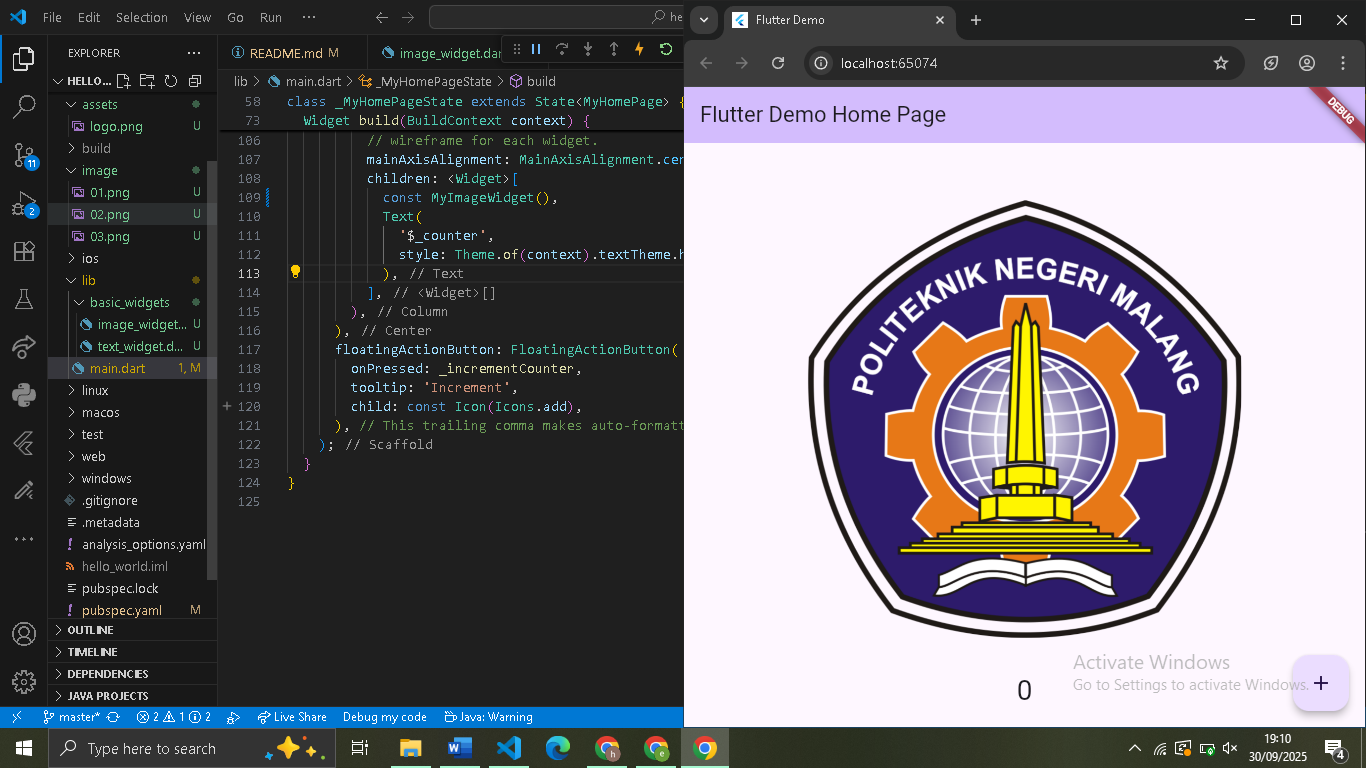 File Edit Selection View Go Run ···
he
EXPLORER ···
HELLO...
assets
logo.png U
build
image
01.png U
02.png U
03.png U
ios
lib
basic_widgets
image_widget... U
text_widget.d... U
main.dart 1, M
linux
macos
test
web
windows
.gitignore
.metadata
analysis_options.yaml
hello_world.iml
pubspec.lock
pubspec.yaml M
OUTLINE
TIMELINE
DEPENDENCIES
JAVA PROJECTS
11
2
README.md M
image_widget.dar
lib > main.dart > _MyHomePageState > build
58 class _MyHomePageState extends State<MyHomePage> {
73 Widget build(BuildContext context) {
106 // wireframe for each widget.
107 mainAxisAlignment: MainAxisAlignment.cen
108 children: <Widget>[
109 const MyImageWidget(),
110 Text(
111 '$_counter',
112 style: Theme.of(context).textTheme.h
113 ), // Text
114 ], // <Widget>[]
115 ), // Column
116 ), // Center
117 floatingActionButton: FloatingActionButton(
118 onPressed: _incrementCounter,
119 tooltip: 'Increment',
120 child: const Icon(Icons.add),
121 ), // This trailing comma makes auto-formatt
122 ); // Scaffold
123 }
124 }
125
master* 2 1 2 Live Share Debug my code Java: Warning
Flutter Demo
localhost:65074
Flutter Demo Home Page
DEBUG
POLITEKNIK NEGERI MALANG
0
Activate Windows
Go to Settings to activate Windows.
Type here to search
19:10
30/09/2025
4